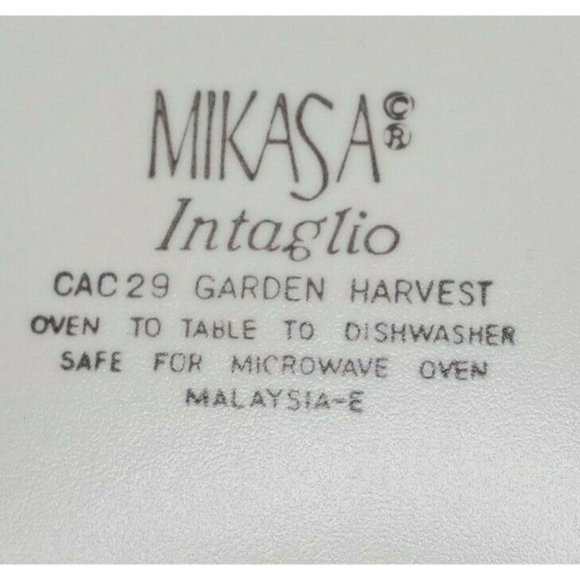 MIKASA©®
Intaglio
CAC29 GARDEN HARVEST
OVEN TO TABLE TO DISHWASHER
SAFE FOR MICROWAVE OVEN
MALAYSIA-E